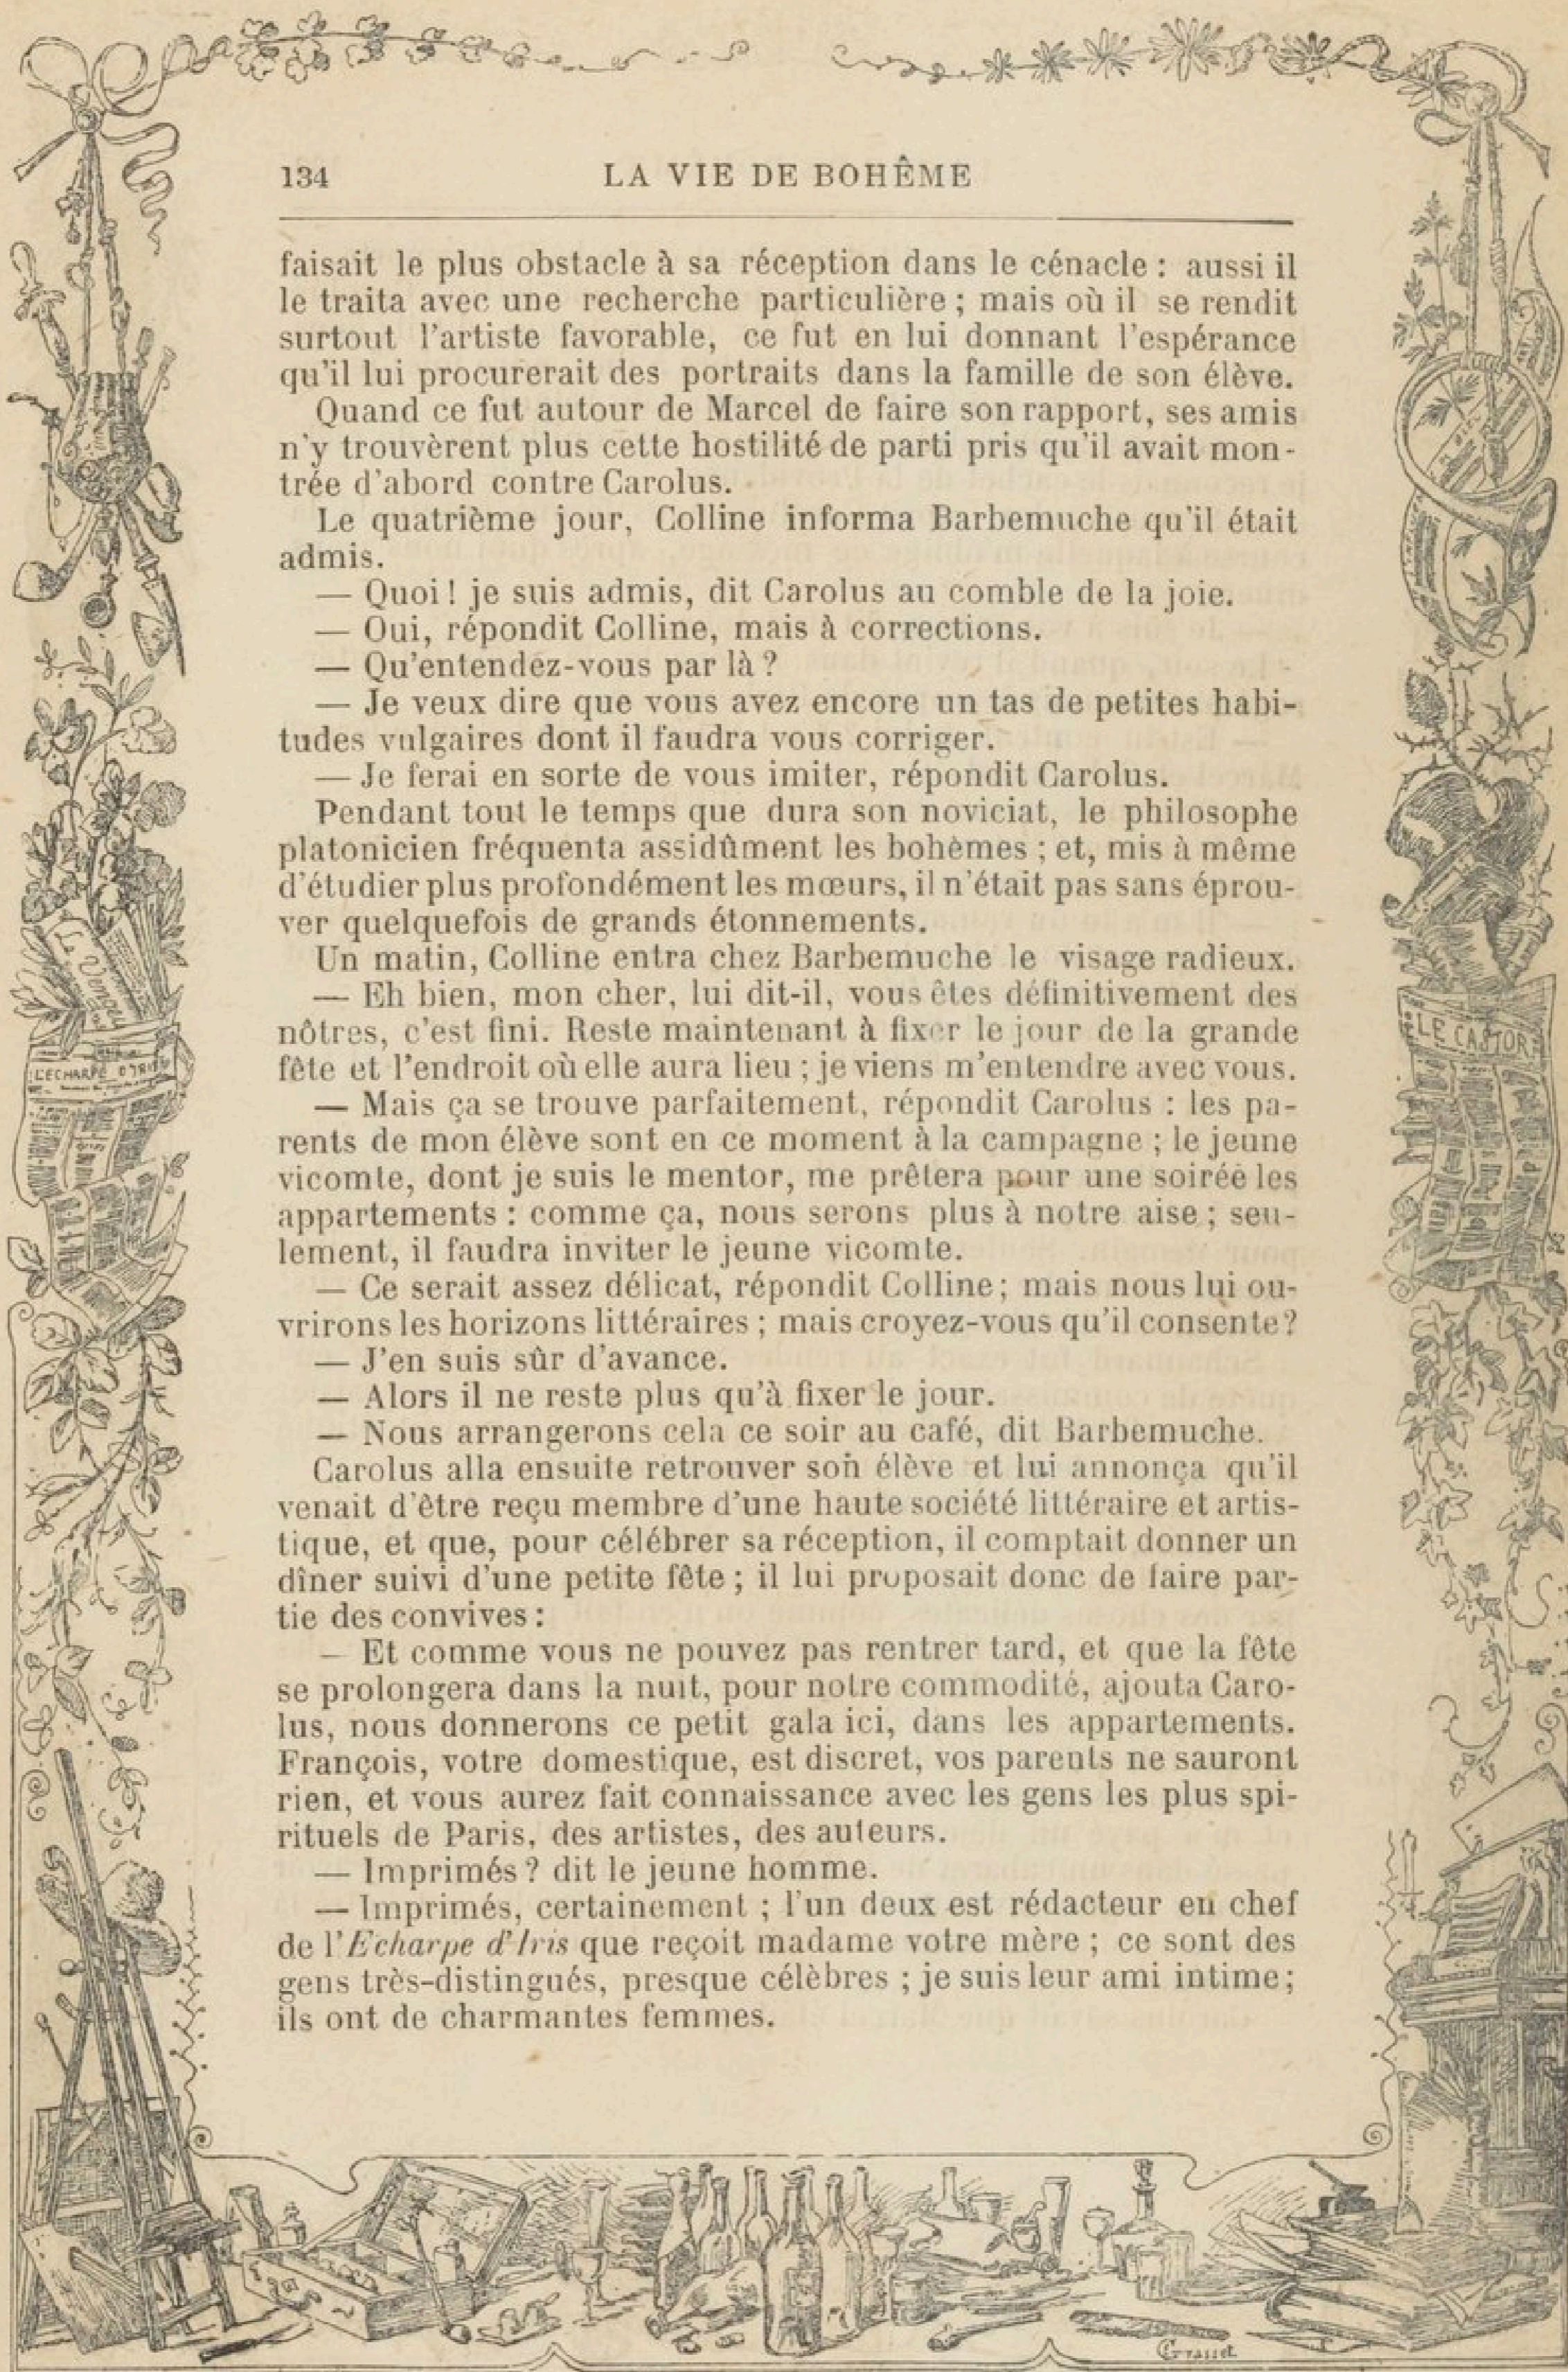 134 LA VIE DE BOHÊME
faisait le plus obstacle à sa réception dans le cénacle : aussi il
le traita avec une recherche particulière ; mais où il se rendit
surtout l'artiste favorable, ce fut en lui donnant l'espérance
qu'il lui procurerait des portraits dans la famille de son élève.
Quand ce fut autour de Marcel de faire son rapport, ses amis
n'y trouvèrent plus cette hostilité de parti pris qu'il avait mon-
trée d'abord contre Carolus.
Le quatrième jour, Colline informa Barbemuche qu'il était
admis.
— Quoi ! je suis admis, dit Carolus au comble de la joie.
— Oui, répondit Colline, mais à corrections.
— Qu'entendez-vous par là ?
— Je veux dire que vous avez encore un tas de petites habi-
tudes vulgaires dont il faudra vous corriger.
— Je ferai en sorte de vous imiter, répondit Carolus.
Pendant tout le temps que dura son noviciat, le philosophe
platonicien fréquenta assidûment les bohèmes ; et, mis à même
d'étudier plus profondément les mœurs, il n'était pas sans éprou-
ver quelquefois de grands étonnements.
Un matin, Colline entra chez Barbemuche le visage radieux.
— Eh bien, mon cher, lui dit-il, vous êtes définitivement des
nôtres, c'est fini. Reste maintenant à fixer le jour de la grande
fête et l'endroit où elle aura lieu ; je viens m'entendre avec vous.
— Mais ça se trouve parfaitement, répondit Carolus : les pa-
rents de mon élève sont en ce moment à la campagne ; le jeune
vicomte, dont je suis le mentor, me prêtera pour une soirée les
appartements : comme ça, nous serons plus à notre aise ; seu-
lement, il faudra inviter le jeune vicomte.
— Ce serait assez délicat, répondit Colline ; mais nous lui ou-
vrirons les horizons littéraires ; mais croyez-vous qu'il consente ?
— J'en suis sûr d'avance.
— Alors il ne reste plus qu'à fixer le jour.
— Nous arrangerons cela ce soir au café, dit Barbemuche.
Carolus alla ensuite retrouver son élève et lui annonça qu'il
venait d'être reçu membre d'une haute société littéraire et artis-
tique, et que, pour célébrer sa réception, il comptait donner un
dîner suivi d'une petite fête ; il lui proposait donc de faire par-
tie des convives :
— Et comme vous ne pouvez pas rentrer tard, et que la fête
se prolongera dans la nuit, pour notre commodité, ajouta Caro-
lus, nous donnerons ce petit gala ici, dans les appartements.
François, votre domestique, est discret, vos parents ne sauront
rien, et vous aurez fait connaissance avec les gens les plus spi-
rituels de Paris, des artistes, des auteurs.
— Imprimés ? dit le jeune homme.
— Imprimés, certainement ; l'un deux est rédacteur en chef
de l'Echarpe d'Iris que reçoit madame votre mère ; ce sont des
gens très-distingués, presque célèbres ; je suis leur ami intime ;
ils ont de charmantes femmes.
Le Vengeur
L'ECHARPE D'IRIS
LE CASTOR
EGrasset